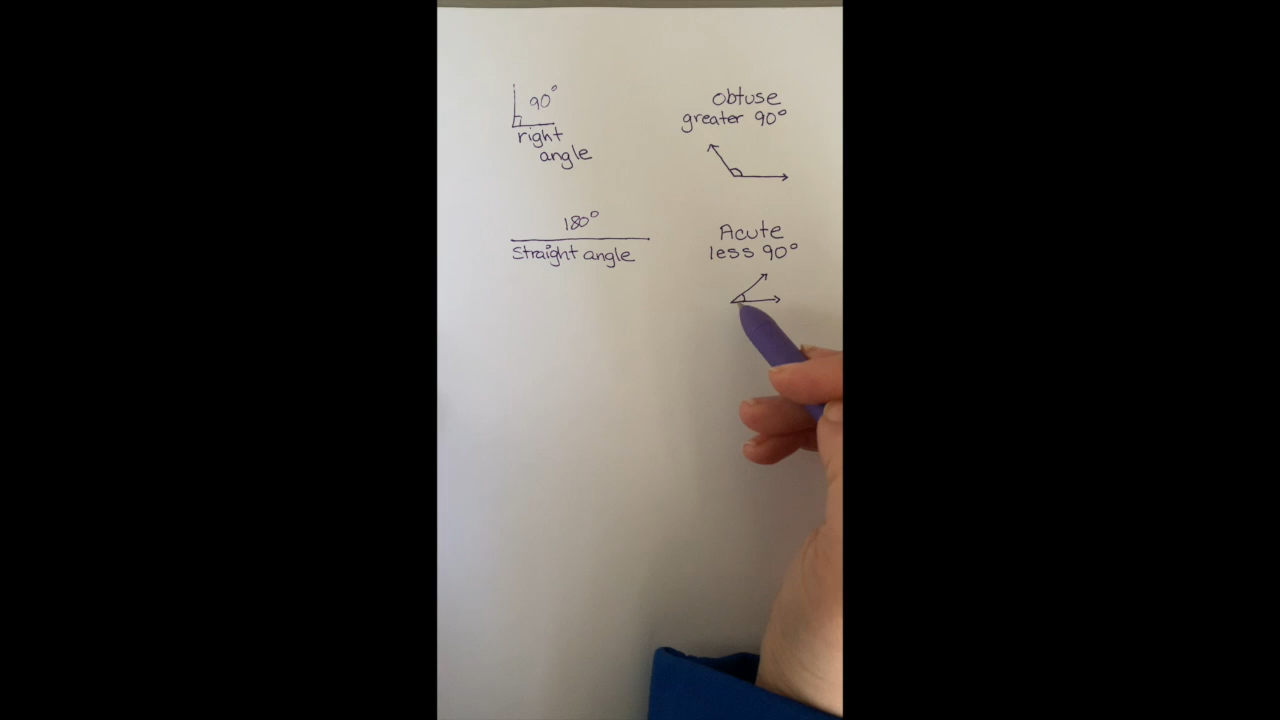 90°
right
angle
Obtuse
greater 90°
180°
Straight angle
Acute
less 90°